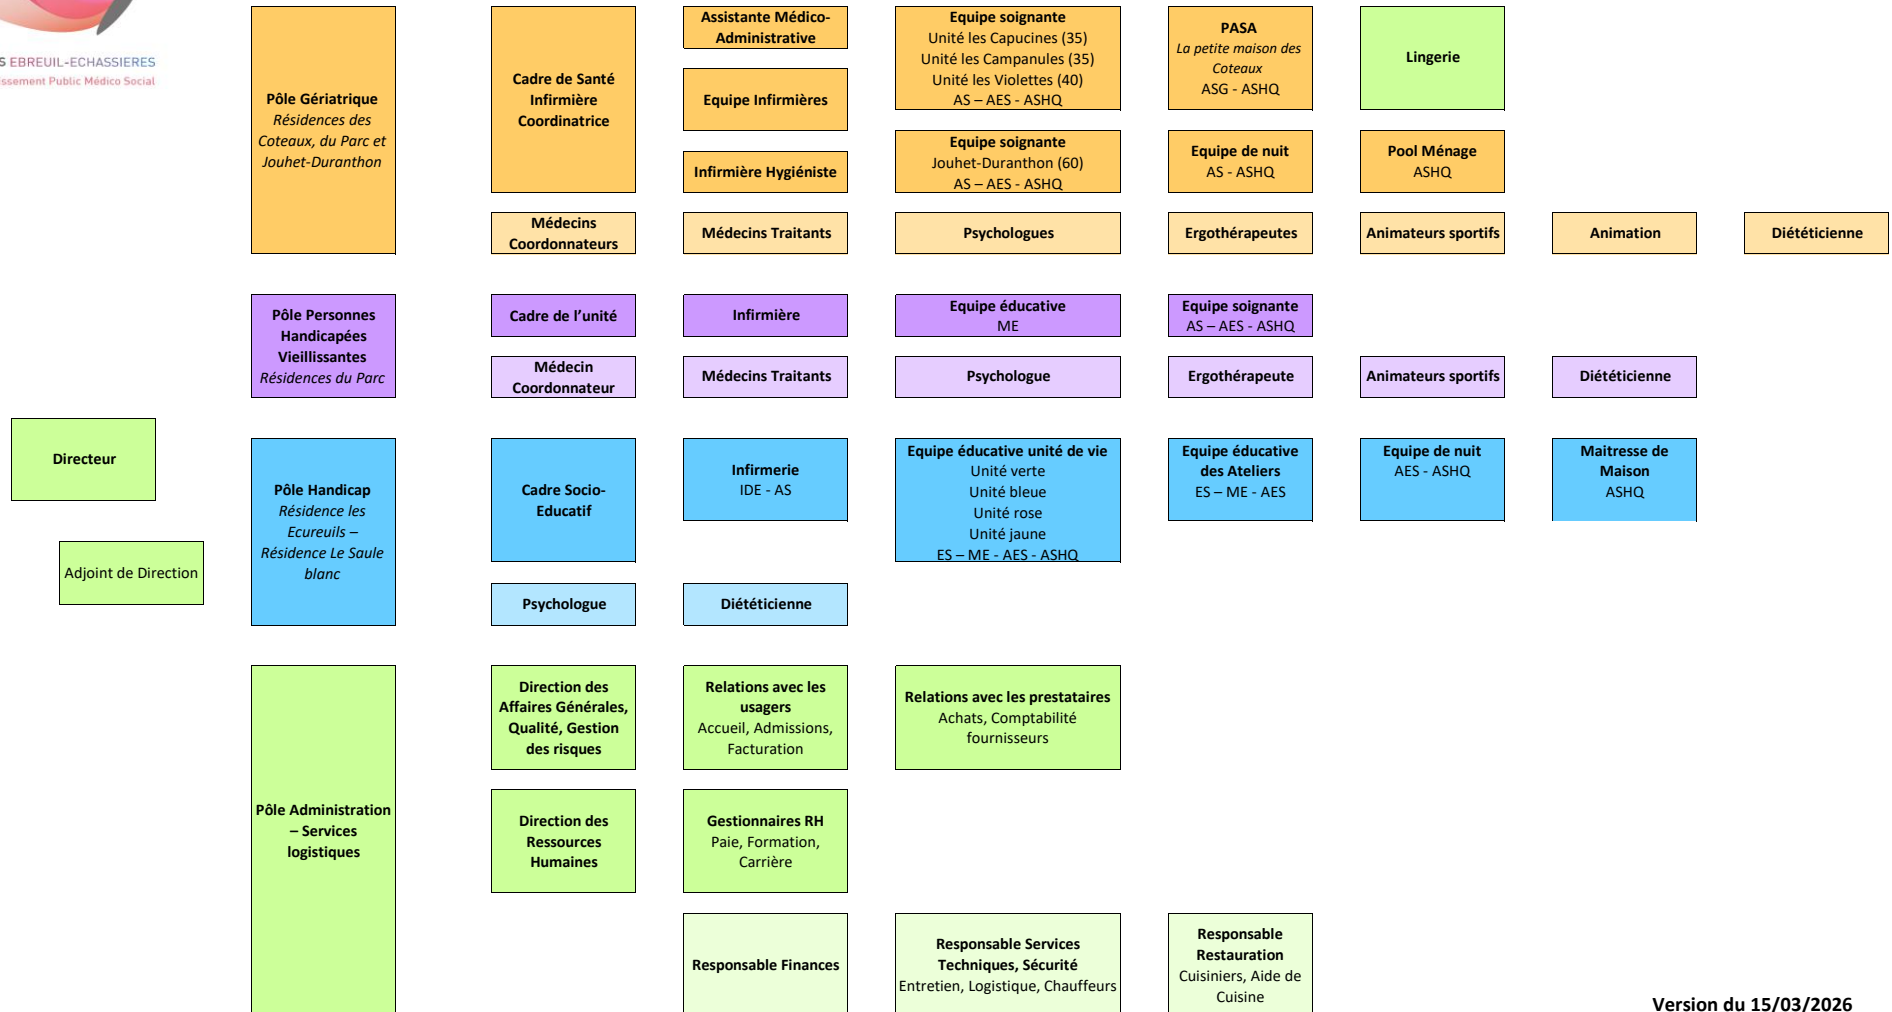 EBREUIL-ECHASSIERES
Public Médico Social
Pôle Gériatrique
Résidences des
Coteaux, du Parc et
Jouhet-Duranthon
Cadre de Santé
Infirmière
Coordinatrice
Assistante Médico-
Administrative
Equipe Infirmières
Infirmière Hygiéniste
Equipe soignante
Unité les Capucines (35)
Unité les Campanules (35)
Unité les Violettes (40)
AS – AES - ASHQ
Equipe soignante
Jouhet-Duranthon (60)
AS – AES - ASHQ
PASA
La petite maison des
Coteaux
ASG - ASHQ
Equipe de nuit
AS - ASHQ
Lingerie
Pool Ménage
ASHQ
Médecins
Coordonnateurs
Médecins Traitants
Psychologues
Ergothérapeutes
Animateurs sportifs
Animation
Diététicienne
Pôle Personnes
Handicapées
Vieillissantes
Résidences du Parc
Cadre de l’unité
Infirmière
Equipe éducative
ME
Equipe soignante
AS – AES - ASHQ
Médecin
Coordonnateur
Médecins Traitants
Psychologue
Ergothérapeute
Animateurs sportifs
Diététicienne
Directeur
Adjoint de Direction
Pôle Handicap
Résidence les
Ecureuils –
Résidence Le Saule
blanc
Cadre Socio-
Educatif
Infirmerie
IDE - AS
Equipe éducative unité de vie
Unité verte
Unité bleue
Unité rose
Unité jaune
ES – ME - AES - ASHQ
Equipe éducative
des Ateliers
ES – ME - AES
Equipe de nuit
AES - ASHQ
Maitresse de
Maison
ASHQ
Psychologue
Diététicienne
Pôle Administration
– Services
logistiques
Direction des
Affaires Générales,
Qualité, Gestion
des risques
Relations avec les
usagers
Accueil, Admissions,
Facturation
Relations avec les prestataires
Achats, Comptabilité
fournisseurs
Direction des
Ressources
Humaines
Gestionnaires RH
Paie, Formation,
Carrière
Responsable Finances
Responsable Services
Techniques, Sécurité
Entretien, Logistique, Chauffeurs
Responsable
Restauration
Cuisiniers, Aide de
Cuisine
Version du 15/03/2026